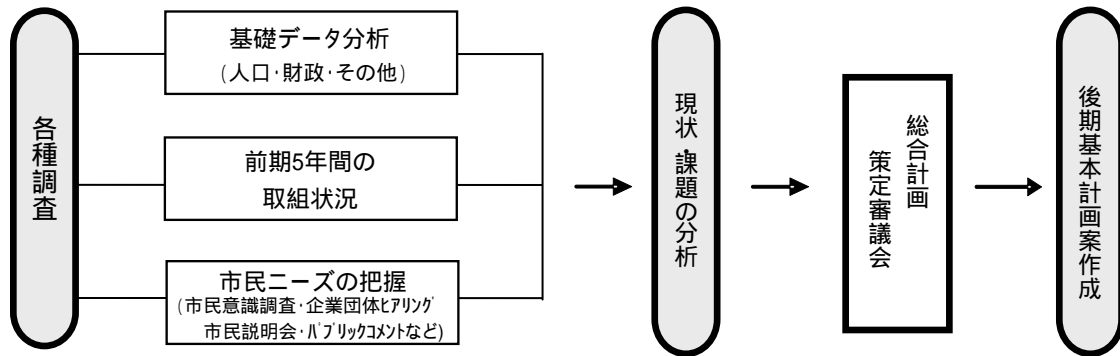 各種調査
基礎データ分析
(人口･財政･その他)
前期5年間の
取組状況
市民ニーズの把握
(市民意識調査･企業団体ﾋｱﾘﾝｸﾞ
市民説明会･ﾊﾟﾌﾞﾘｯｸｺﾒﾝﾄなど)
現状・課題の分析
総合計画
策定審議会
後期基本計画案作成